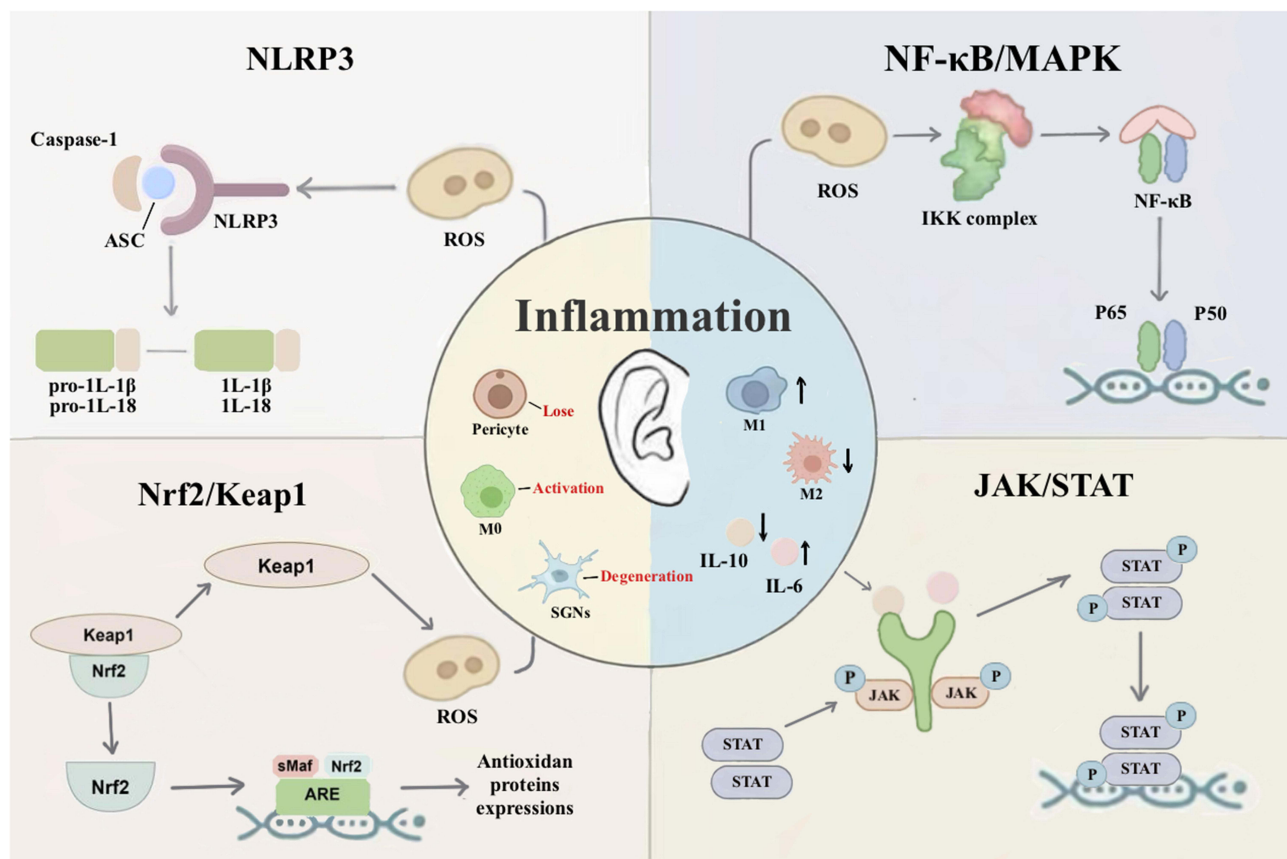 NLRP3
Caspase-1
ASC
NLRP3
ROS
pro-1L-1β
pro-1L-18
1L-1β
1L-18
NF-κB/MAPK
ROS
IKK complex
NF-κB
P65
P50
Inflammation
Pericyte
Lose
M0
Activation
SGNs
Degeneration
M1
M2
IL-10
IL-6
Nrf2/Keap1
Keap1
Keap1
Nrf2
ROS
Nrf2
sMaf
Nrf2
ARE
Antioxidan
proteins
expressions
JAK/STAT
P
JAK
JAK
P
STAT
STAT
STAT
P
P
STAT
STAT
P
P
STAT